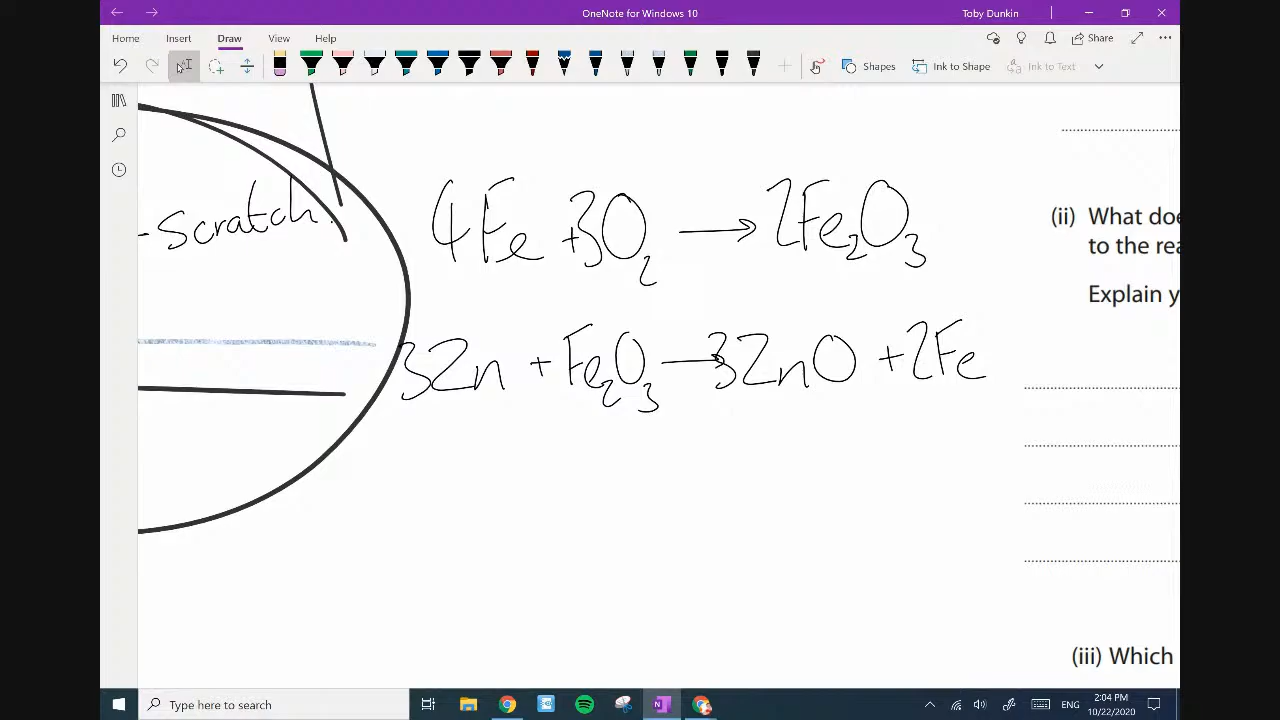 OneNote for Windows 10
Toby Dunkin
Home Insert Draw View Help
Share
Shapes Ink to Shape Ink to Text
-scratch.
4Fe +3O₂ → 2Fe₂O₃
3Zn + Fe₂O₃ → 3ZnO + 2Fe
(ii) What doe
to the rea
Explain y
(iii) Which
Type here to search
ENG
2:04 PM
10/22/2020